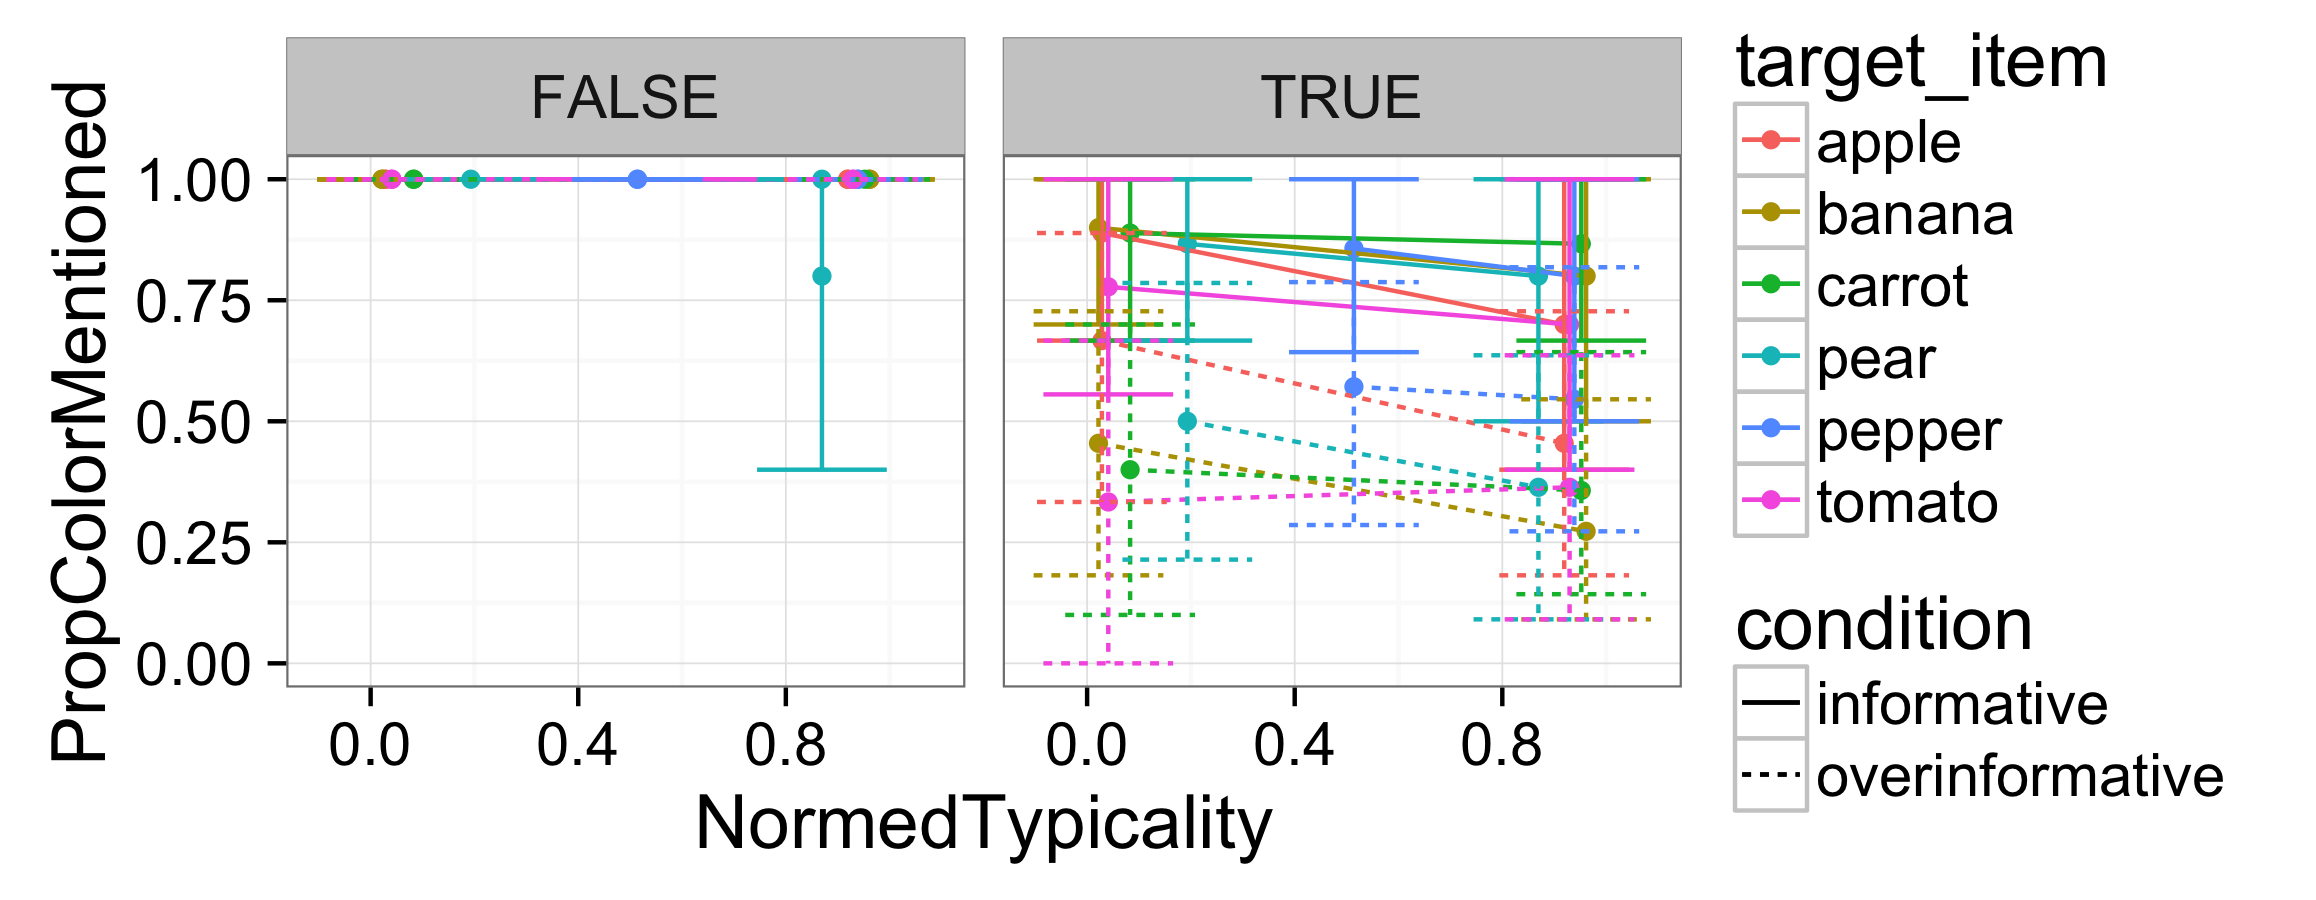 FALSE
TRUE
PropColorMentioned
1.00
0.75
0.50
0.25
0.00
0.0
0.4
0.8
0.0
0.4
0.8
NormedTypicality
target_item
apple
banana
carrot
pear
pepper
tomato
condition
informative
overinformative